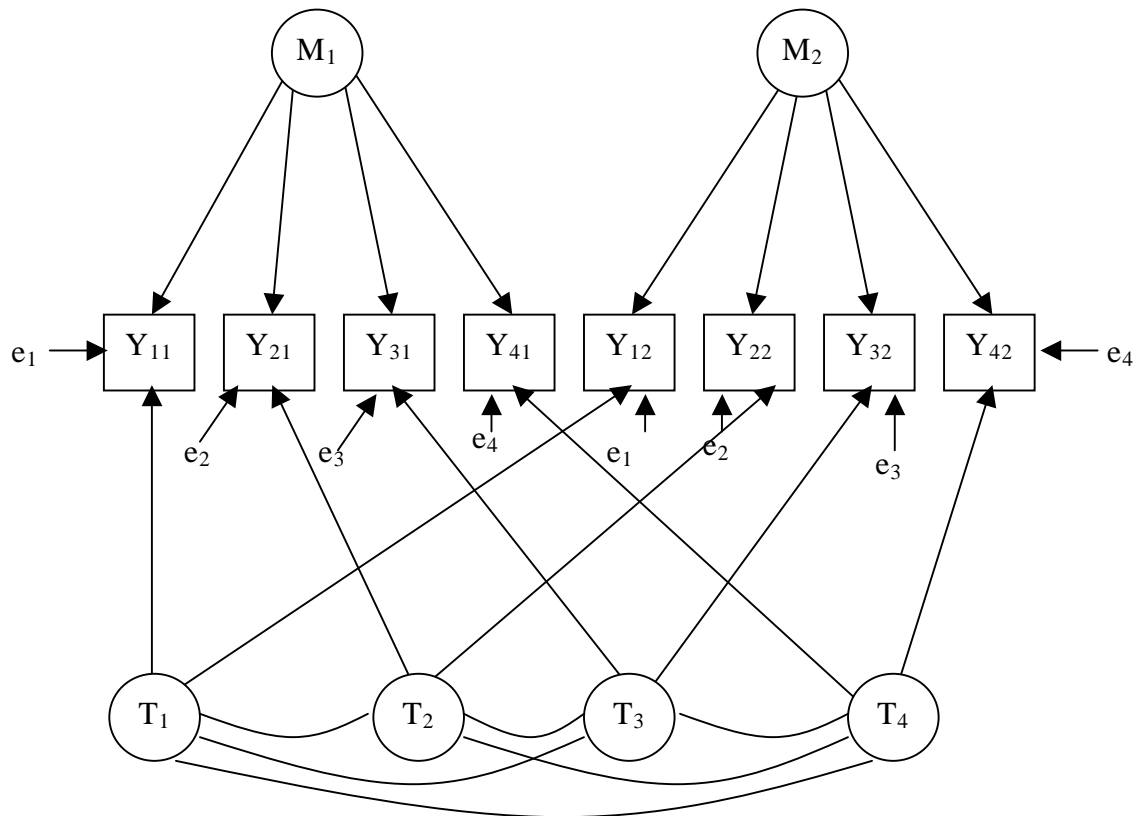 M₁ M₂
e₁ Y₁₁ Y₂₁ Y₃₁ Y₄₁ Y₁₂ Y₂₂ Y₃₂ Y₄₂ e₄
e₂ e₃ e₄ e₁ e₂ e₃
T₁ T₂ T₃ T₄